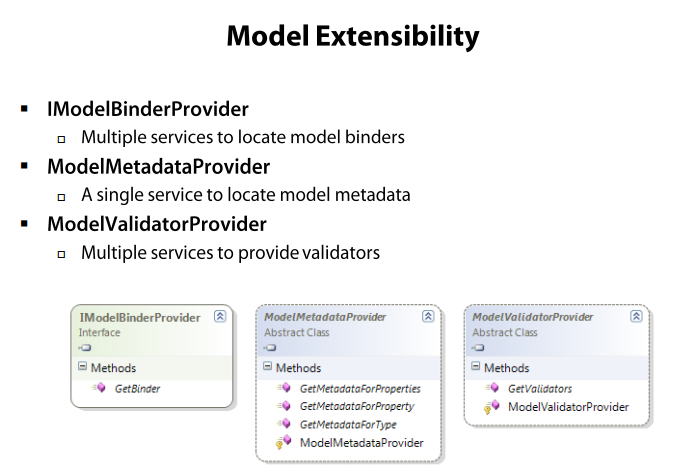 Model Extensibility
IModelBinderProvider
Multiple services to locate model binders
ModelMetadataProvider
A single service to locate model metadata
ModelValidatorProvider
Multiple services to provide validators
IModelBinderProvider
Interface
Methods
GetBinder
ModelMetadataProvider
Abstract Class
Methods
GetMetadataForProperties
GetMetadataForProperty
GetMetadataForType
ModelMetadataProvider
ModelValidatorProvider
Abstract Class
Methods
GetValidators
ModelValidatorProvider